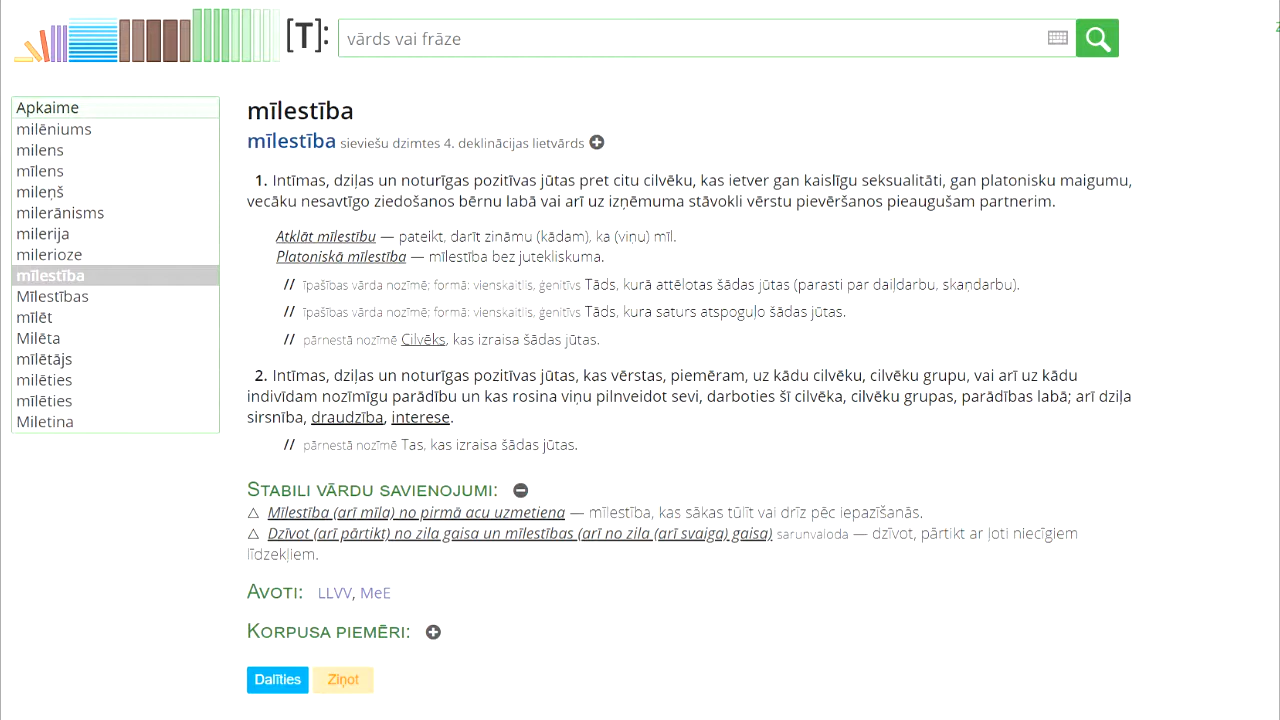 [T]:
vārds vai frāze
Apkaime
milēniums
milens
mīlens
mileņš
milerānisms
milerija
milerioze
mīlestība
Mīlestības
mīlēt
Milēta
mīlētājs
milēties
mīlēties
Miletina
mīlestība
mīlestība sieviešu dzimtes 4. deklinācijas lietvārds
1. Intīmas, dziļas un noturīgas pozitīvas jūtas pret citu cilvēku, kas ietver gan kaislīgu seksualitāti, gan platonisku maigumu,
vecāku nesavtīgo ziedošanos bērnu labā vai arī uz izņēmuma stāvokli vērstu pievēršanos pieaugušam partnerim.
Atklāt mīlestību — pateikt, darīt zināmu (kādam), ka (viņu) mīl.
Platoniskā mīlestība — mīlestība bez jutekliskuma.
// īpašības vārda nozīmē; formā: vienskaitlis, ģenitīvs Tāds, kurā attēlotas šādas jūtas (parasti par daiļdarbu, skaņdarbu).
// īpašības vārda nozīmē; formā: vienskaitlis, ģenitīvs Tāds, kura saturs atspoguļo šādas jūtas.
// pārnestā nozīmē Cilvēks, kas izraisa šādas jūtas.
2. Intīmas, dziļas un noturīgas pozitīvas jūtas, kas vērstas, piemēram, uz kādu cilvēku, cilvēku grupu, vai arī uz kādu
indivīdam nozīmīgu parādību un kas rosina viņu pilnveidot sevi, darboties šī cilvēka, cilvēku grupas, parādības labā; arī dziļa
sirsnība, draudzība, interese.
// pārnestā nozīmē Tas, kas izraisa šādas jūtas.
Stabili vārdu savienojumi:
△ Mīlestība (arī mīla) no pirmā acu uzmetiena — mīlestība, kas sākas tūlīt vai drīz pēc iepazīšanās.
△ Dzīvot (arī pārtikt) no zila gaisa un mīlestības (arī no zila (arī svaiga) gaisa) sarunvaloda — dzīvot, pārtikt ar ļoti niecīgiem
līdzekļiem.
Avoti: LLVV, MeE
Korpusa piemēri:
Dalīties Ziņot